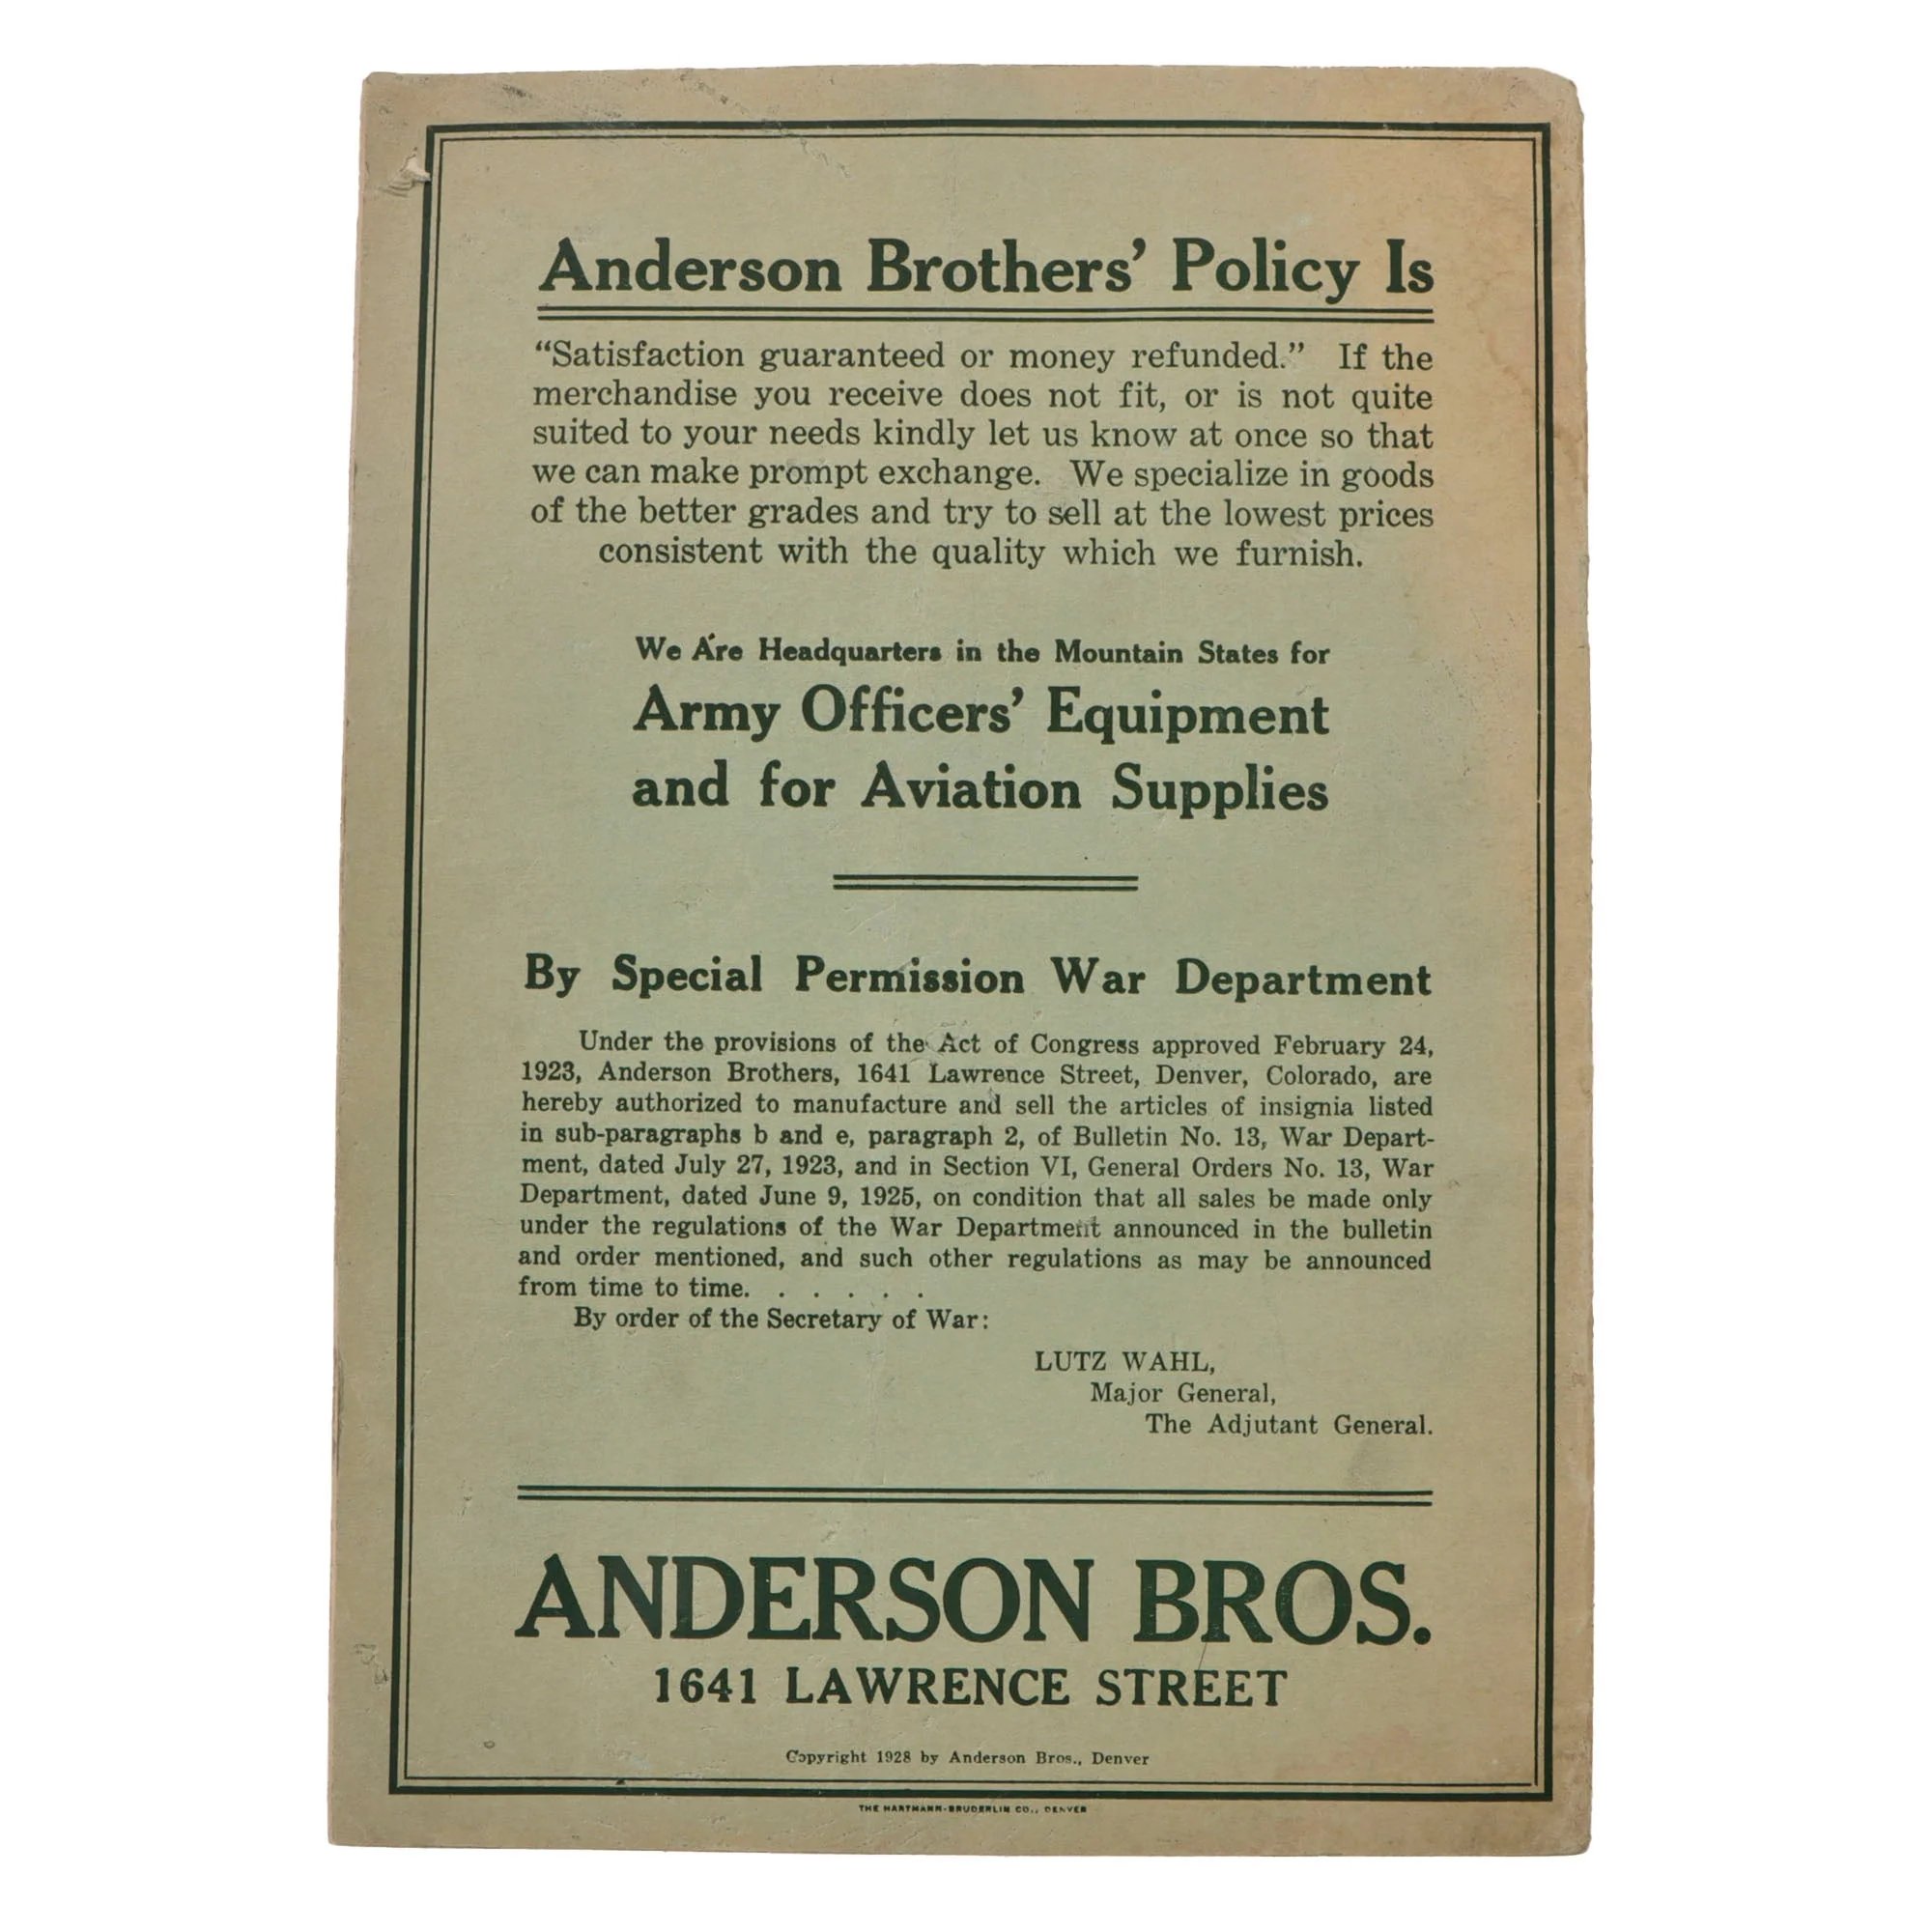 Anderson Brothers' Policy Is
“Satisfaction guaranteed or money refunded.” If the
merchandise you receive does not fit, or is not quite
suited to your needs kindly let us know at once so that
we can make prompt exchange. We specialize in goods
of the better grades and try to sell at the lowest prices
consistent with the quality which we furnish.
We Are Headquarters in the Mountain States for
Army Officers' Equipment
and for Aviation Supplies
By Special Permission War Department
Under the provisions of the Act of Congress approved February 24,
1923, Anderson Brothers, 1641 Lawrence Street, Denver, Colorado, are
hereby authorized to manufacture and sell the articles of insignia listed
in sub-paragraphs b and e, paragraph 2, of Bulletin No. 13, War Depart-
ment, dated July 27, 1923, and in Section VI, General Orders No. 13, War
Department, dated June 9, 1925, on condition that all sales be made only
under the regulations of the War Department announced in the bulletin
and order mentioned, and such other regulations as may be announced
from time to time. . . . . .
By order of the Secretary of War:
LUTZ WAHL,
Major General,
The Adjutant General.
ANDERSON BROS.
1641 LAWRENCE STREET
Copyright 1928 by Anderson Bros., Denver
THE HARTMANN-BRUDERLIN CO., DENVER